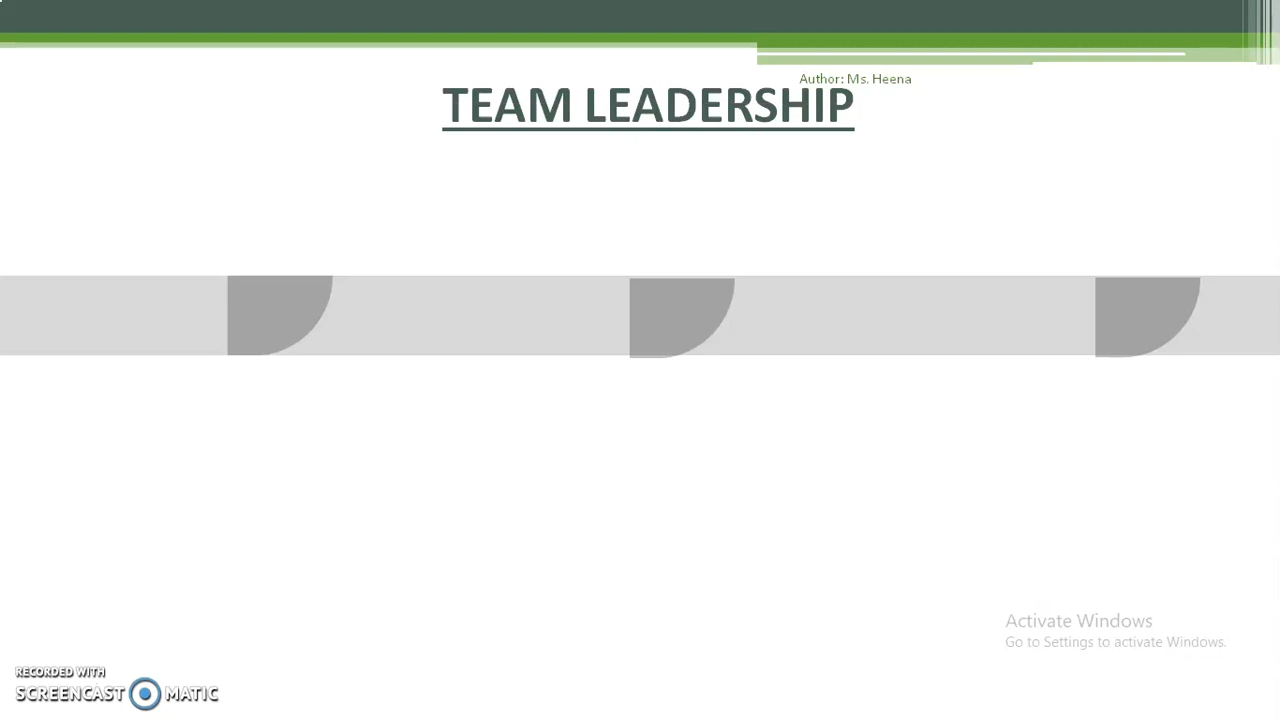 Author: Ms. Heena
TEAM LEADERSHIP
Activate Windows
Go to Settings to activate Windows.
RECORDED WITH
SCREENCAST MATIC